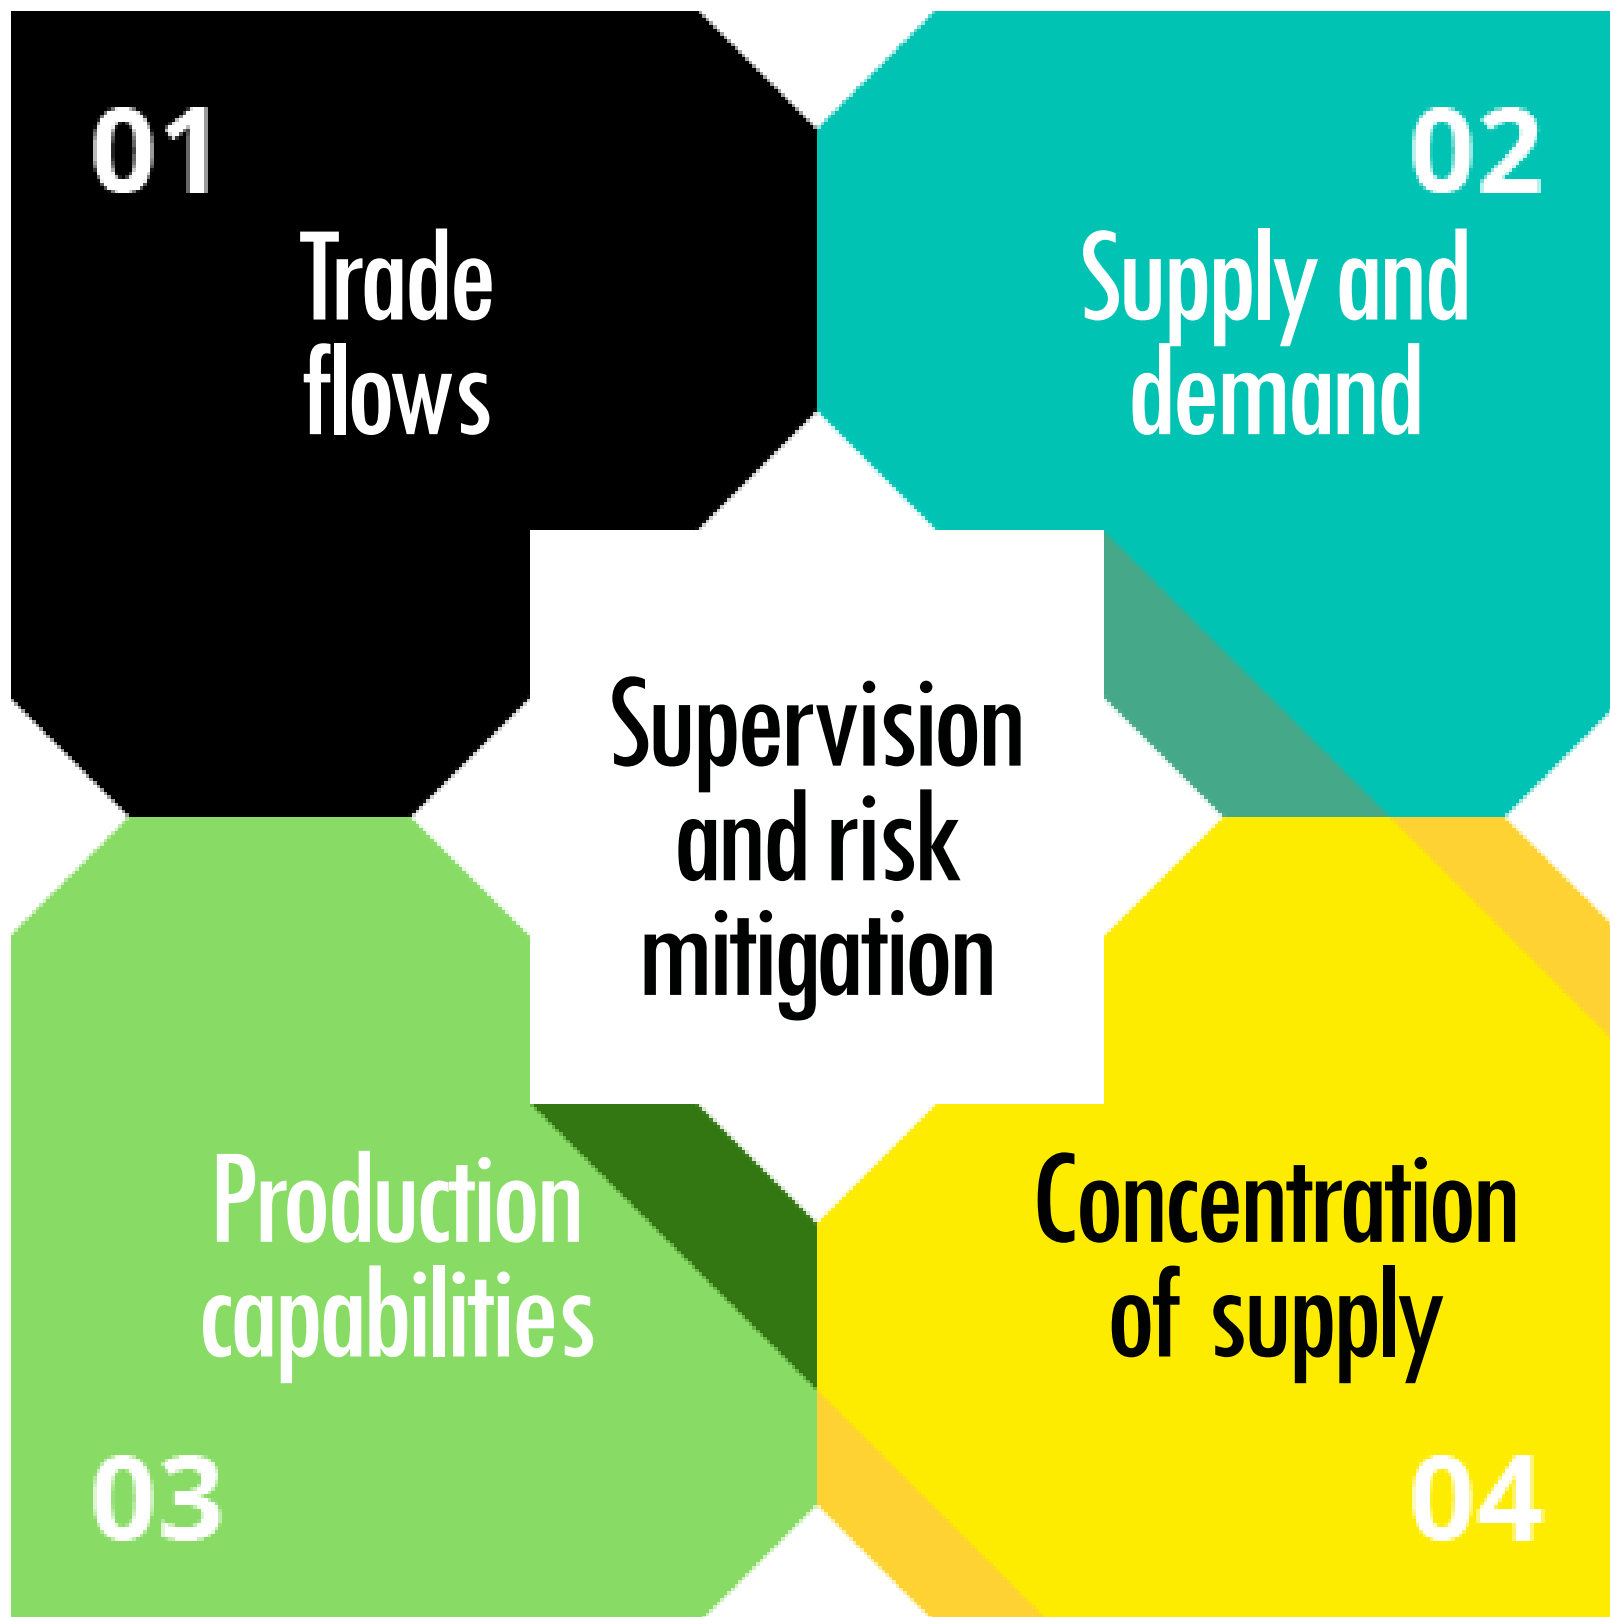 01
Trade
flows
02
Supply and
demand
Supervision
and risk
mitigation
Production
capabilities
03
Concentration
of supply
04